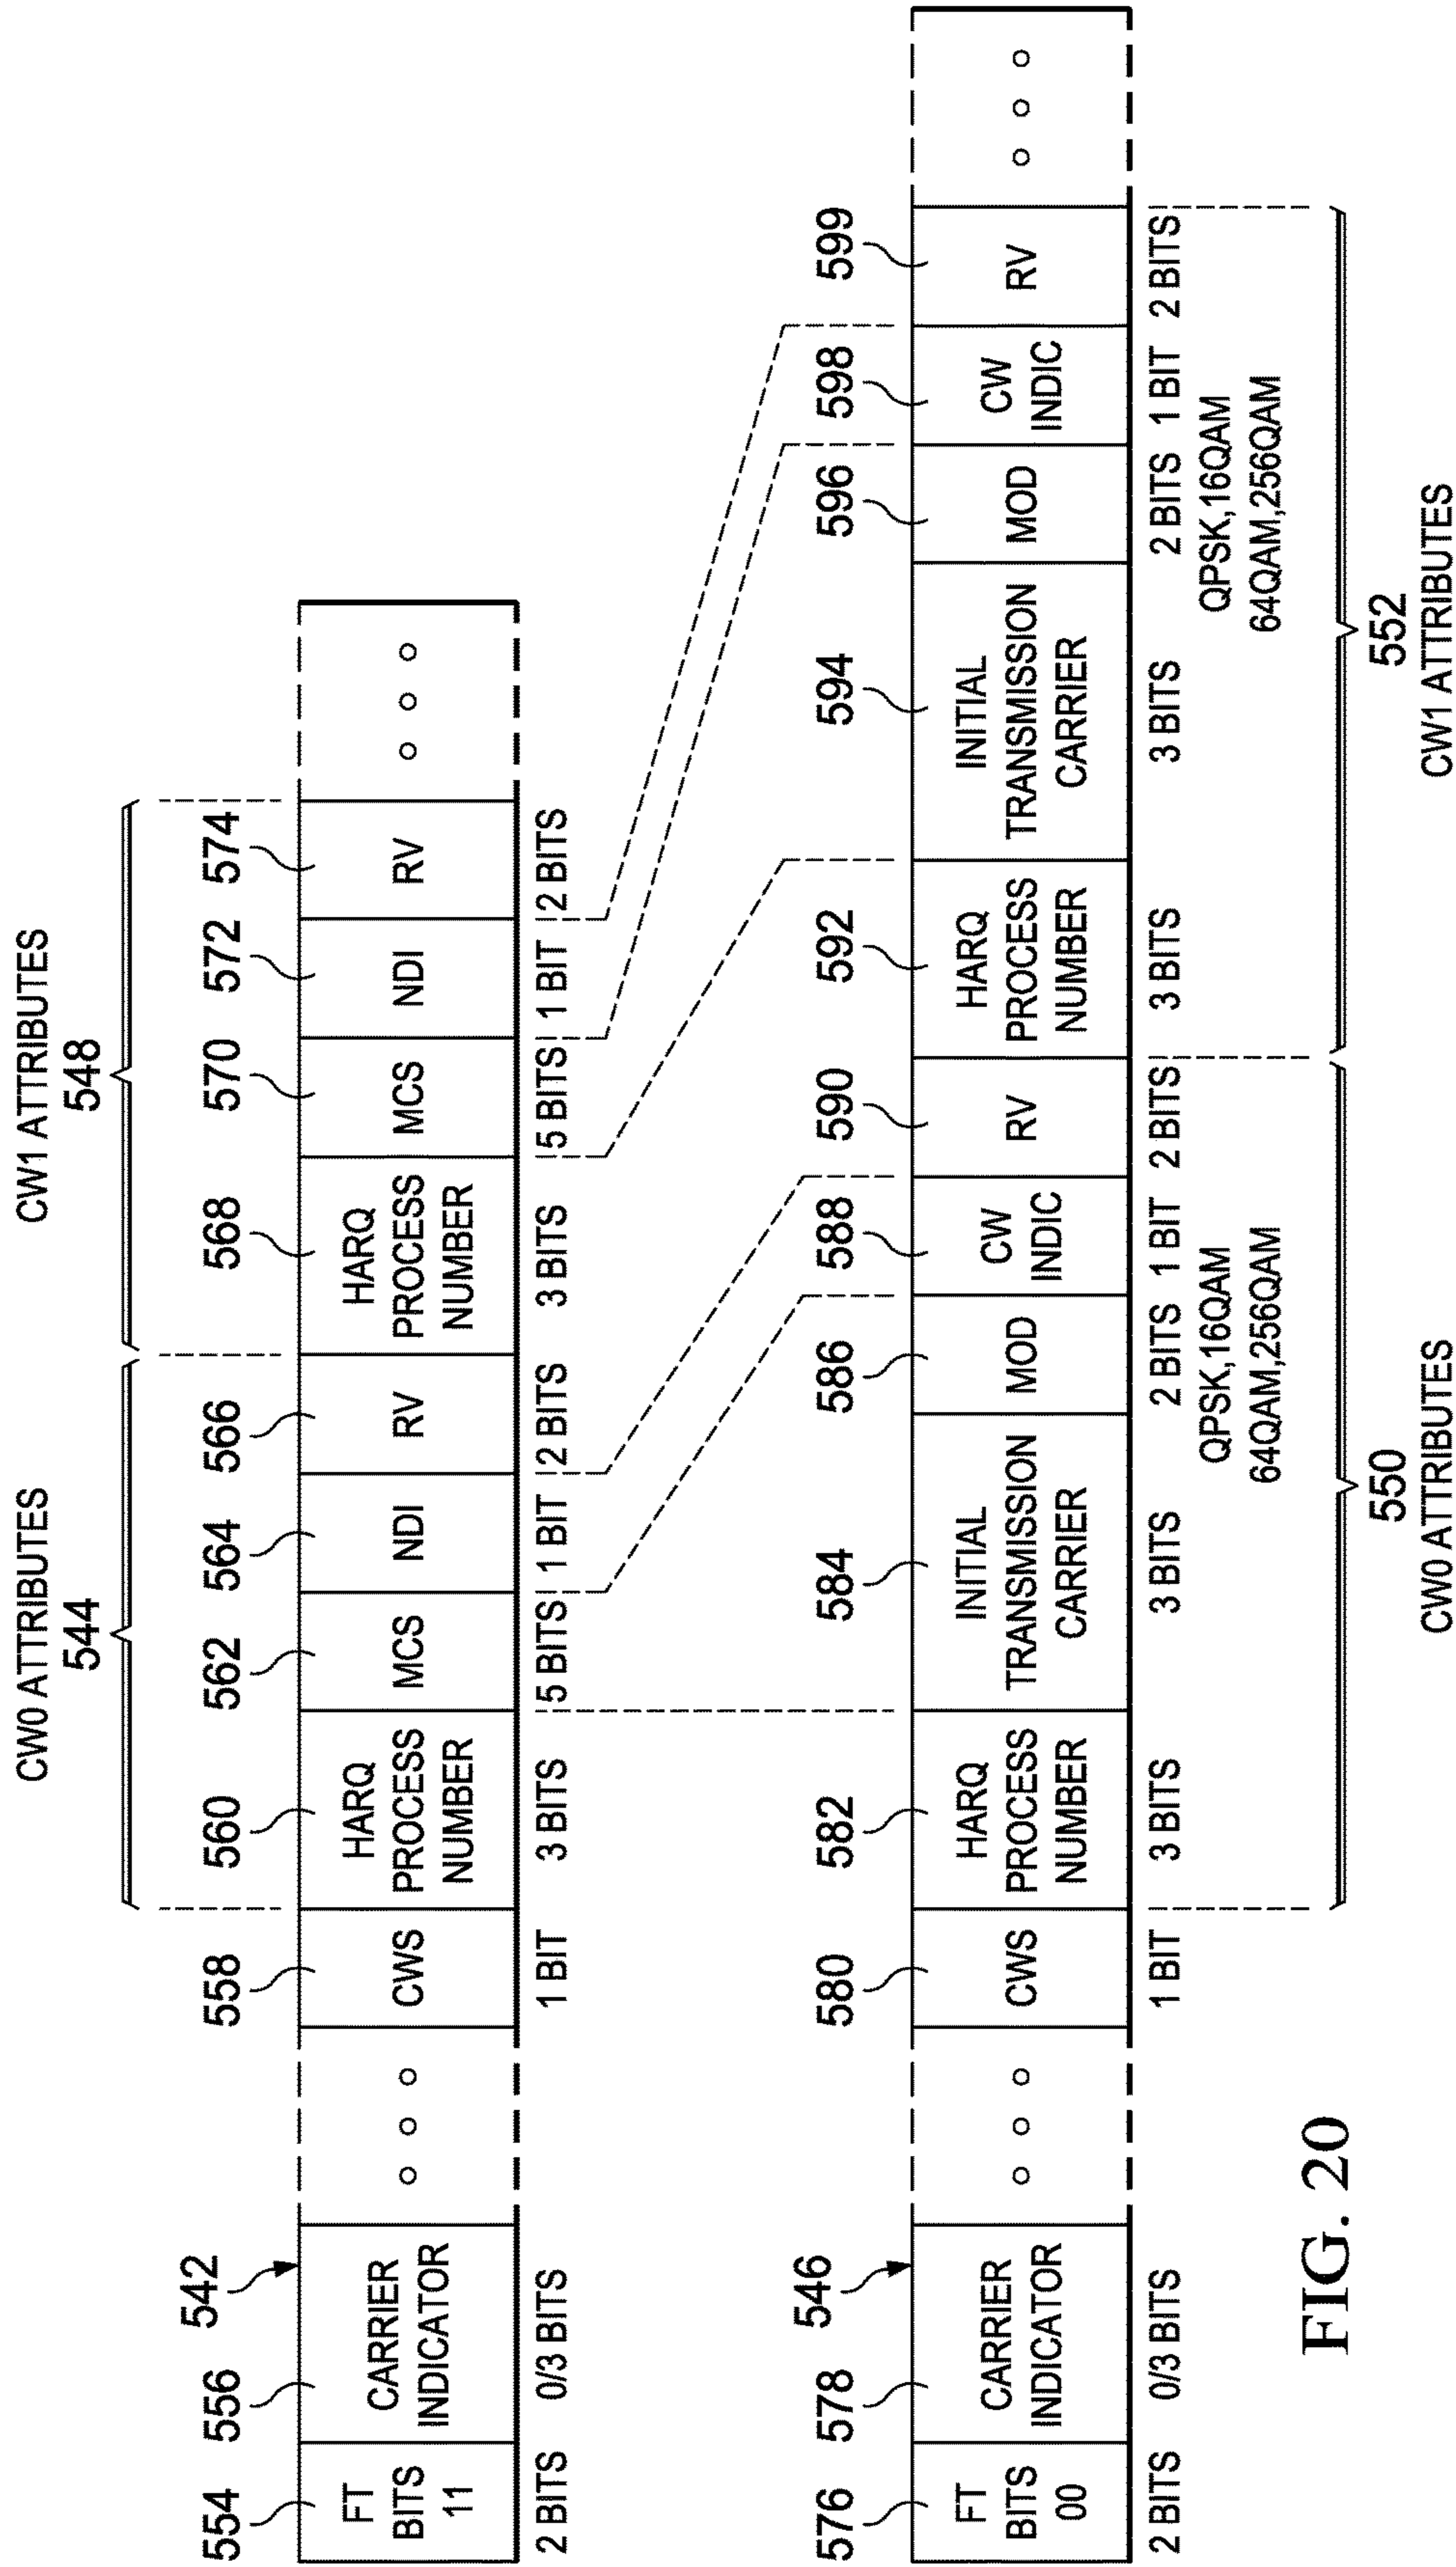 CW0 ATTRIBUTES
544
CW1 ATTRIBUTES
548
542
554
556
558
560
562
564
566
568
570
572
574
FT
BITS
11
CARRIER
INDICATOR
CWS
HARQ
PROCESS
NUMBER
MCS
NDI
RV
HARQ
PROCESS
NUMBER
MCS
NDI
RV
2 BITS
0/3 BITS
1 BIT
3 BITS
5 BITS
1 BIT
2 BITS
3 BITS
5 BITS
1 BIT
2 BITS
546
576
578
580
582
584
586
588
590
592
594
596
598
599
FT
BITS
00
CARRIER
INDICATOR
CWS
HARQ
PROCESS
NUMBER
INITIAL
TRANSMISSION
CARRIER
MOD
CW
INDIC
RV
HARQ
PROCESS
NUMBER
INITIAL
TRANSMISSION
CARRIER
MOD
CW
INDIC
RV
2 BITS
0/3 BITS
1 BIT
3 BITS
3 BITS
2 BITS
1 BIT
2 BITS
3 BITS
3 BITS
2 BITS
1 BIT
2 BITS
QPSK,16QAM
64QAM,256QAM
QPSK,16QAM
64QAM,256QAM
550
CW0 ATTRIBUTES
552
CW1 ATTRIBUTES
FIG. 20